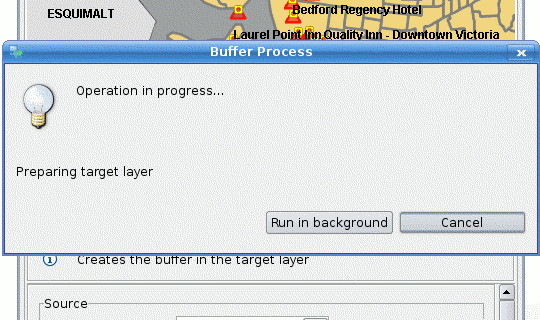 ESQUIMALT
Bedford Regency Hotel
Laurel Point Inn Quality Inn - Downtown Victoria
Buffer Process
Operation in progress...
Preparing target layer
Run in background
Cancel
Creates the buffer in the target layer
Source